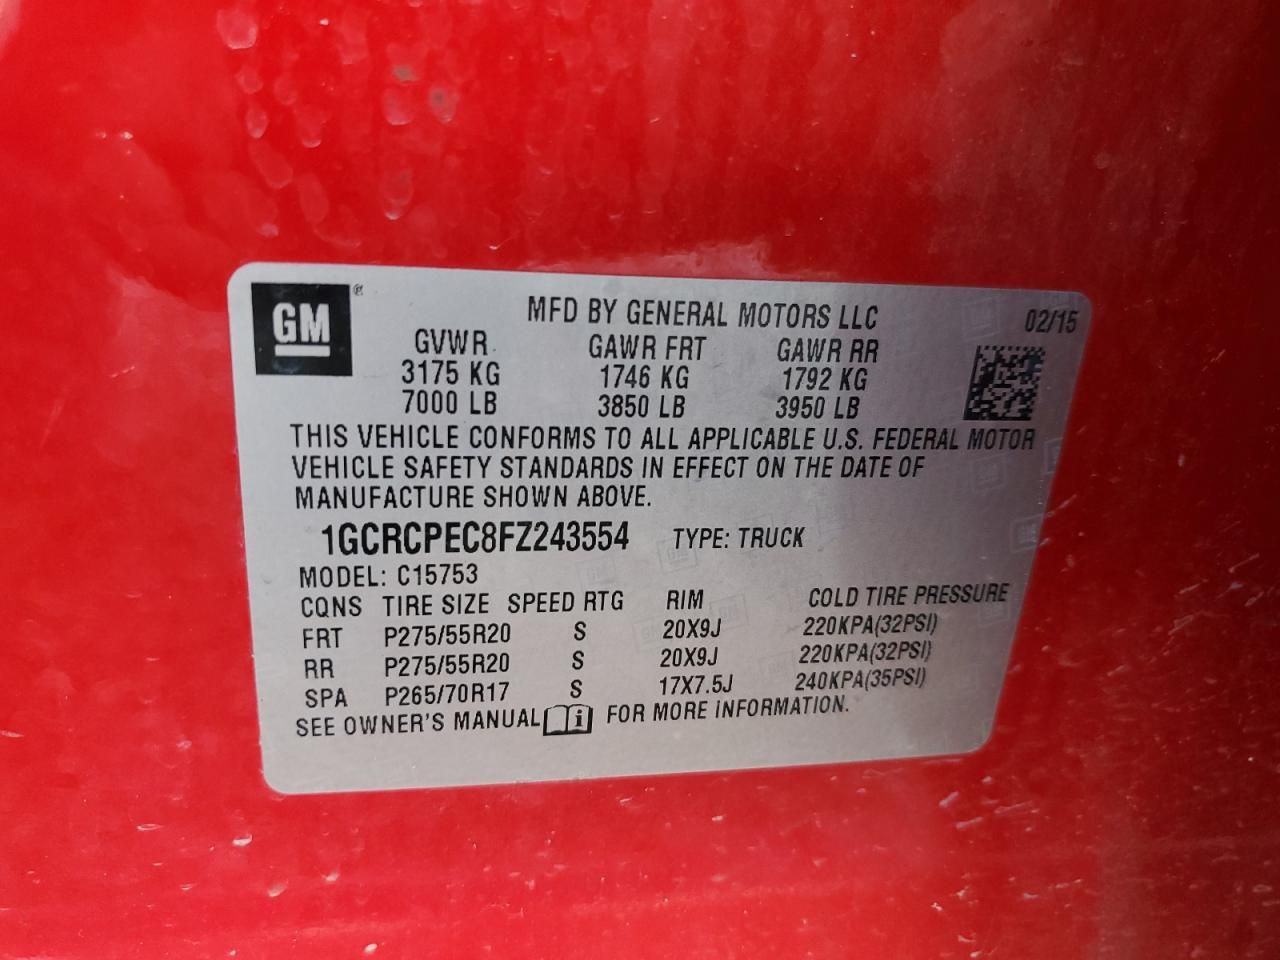 GM ®
MFD BY GENERAL MOTORS LLC 02/15
GVWR GAWR FRT GAWR RR
3175 KG 1746 KG 1792 KG
7000 LB 3850 LB 3950 LB
THIS VEHICLE CONFORMS TO ALL APPLICABLE U.S. FEDERAL MOTOR
VEHICLE SAFETY STANDARDS IN EFFECT ON THE DATE OF
MANUFACTURE SHOWN ABOVE.
1GCRCPEC8FZ243554 TYPE: TRUCK
MODEL: C15753
CQNS TIRE SIZE SPEED RTG RIM COLD TIRE PRESSURE
FRT P275/55R20 S 20X9J 220KPA(32PSI)
RR P275/55R20 S 20X9J 220KPA(32PSI)
SPA P265/70R17 S 17X7.5J 240KPA(35PSI)
SEE OWNER'S MANUAL i FOR MORE INFORMATION.